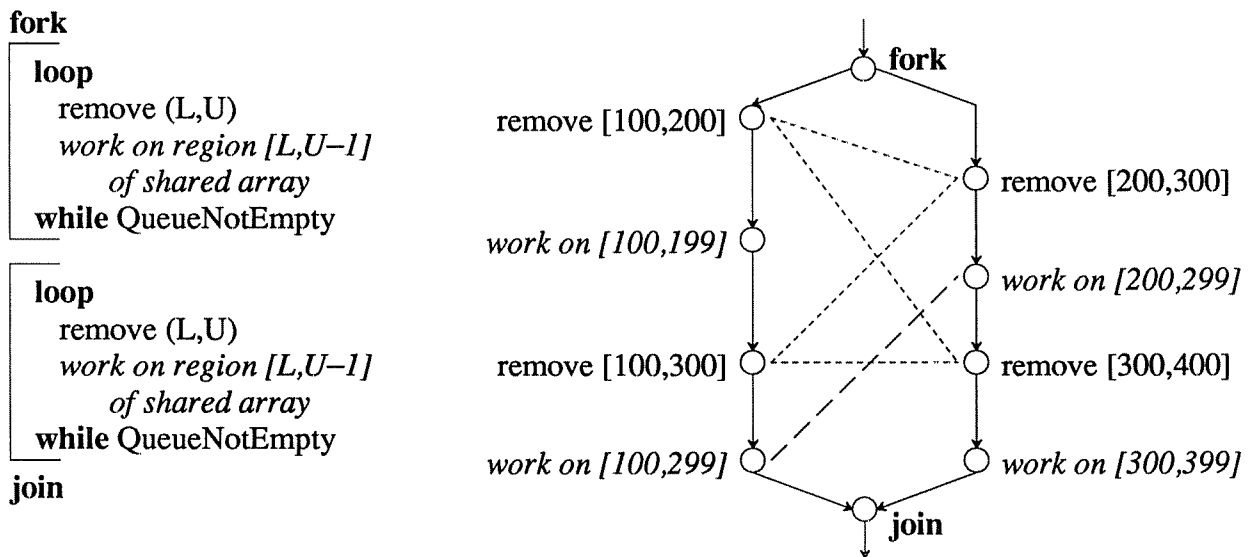 fork
loop
remove (L,U)
work on region [L,U–1]
of shared array
while QueueNotEmpty
loop
remove (L,U)
work on region [L,U–1]
of shared array
while QueueNotEmpty
join
fork
remove [100,200]
remove [200,300]
work on [100,199]
work on [200,299]
remove [100,300]
remove [300,400]
work on [100,299]
work on [300,399]
join